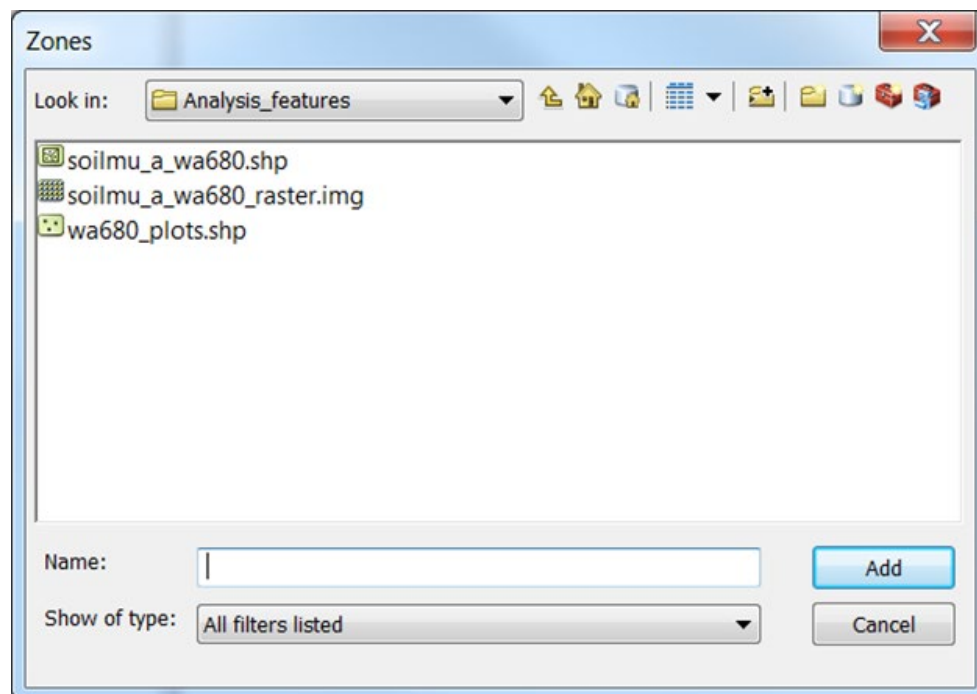 Zones
Look in: Analysis_features
soilmu_a_wa680.shp
soilmu_a_wa680_raster.img
wa680_plots.shp
Name: Add
Show of type: All filters listed Cancel